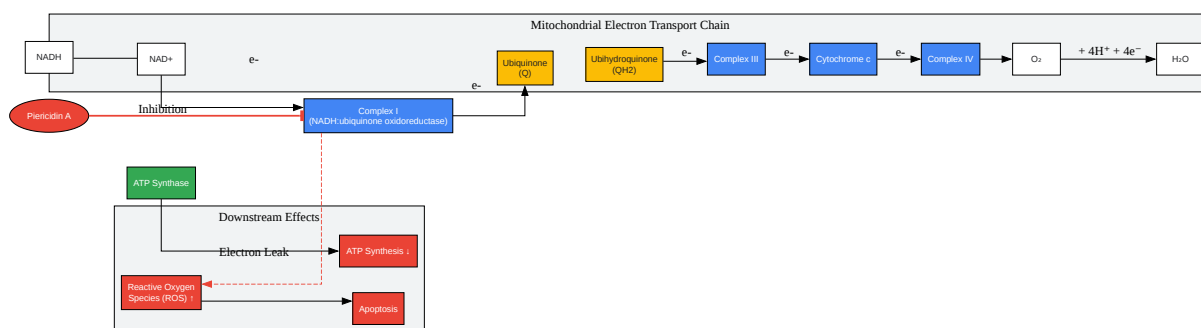 Mitochondrial Electron Transport Chain
NADH
NAD+
e-
Ubiquinone
(Q)
Ubihydroquinone
(QH2)
e-
Complex III
e-
Cytochrome c
e-
Complex IV
O₂
+ 4H⁺ + 4e⁻
H₂O
e-
Piericidin A
Inhibition
Complex I
(NADH:ubiquinone oxidoreductase)
ATP Synthase
Downstream Effects
Electron Leak
ATP Synthesis ↓
Reactive Oxygen
Species (ROS) ↑
Apoptosis